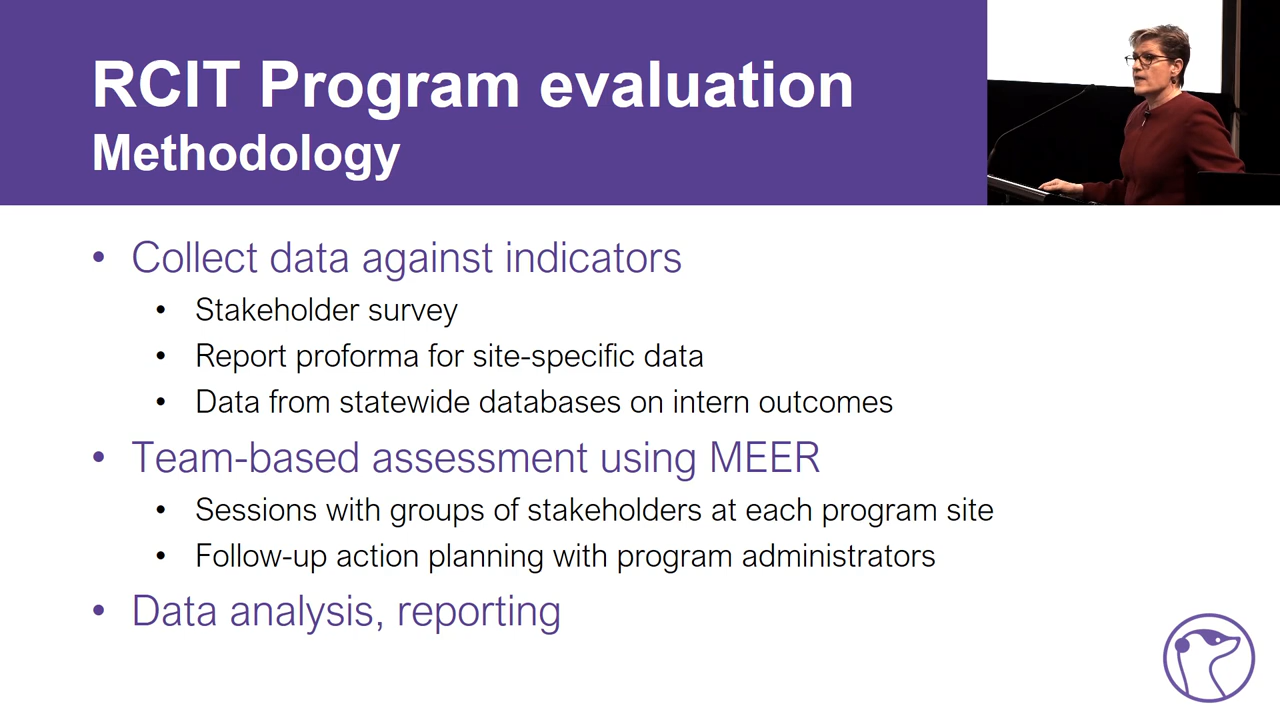 RCIT Program evaluation
Methodology
• Collect data against indicators
• Stakeholder survey
• Report proforma for site-specific data
• Data from statewide databases on intern outcomes
• Team-based assessment using MEER
• Sessions with groups of stakeholders at each program site
• Follow-up action planning with program administrators
• Data analysis, reporting